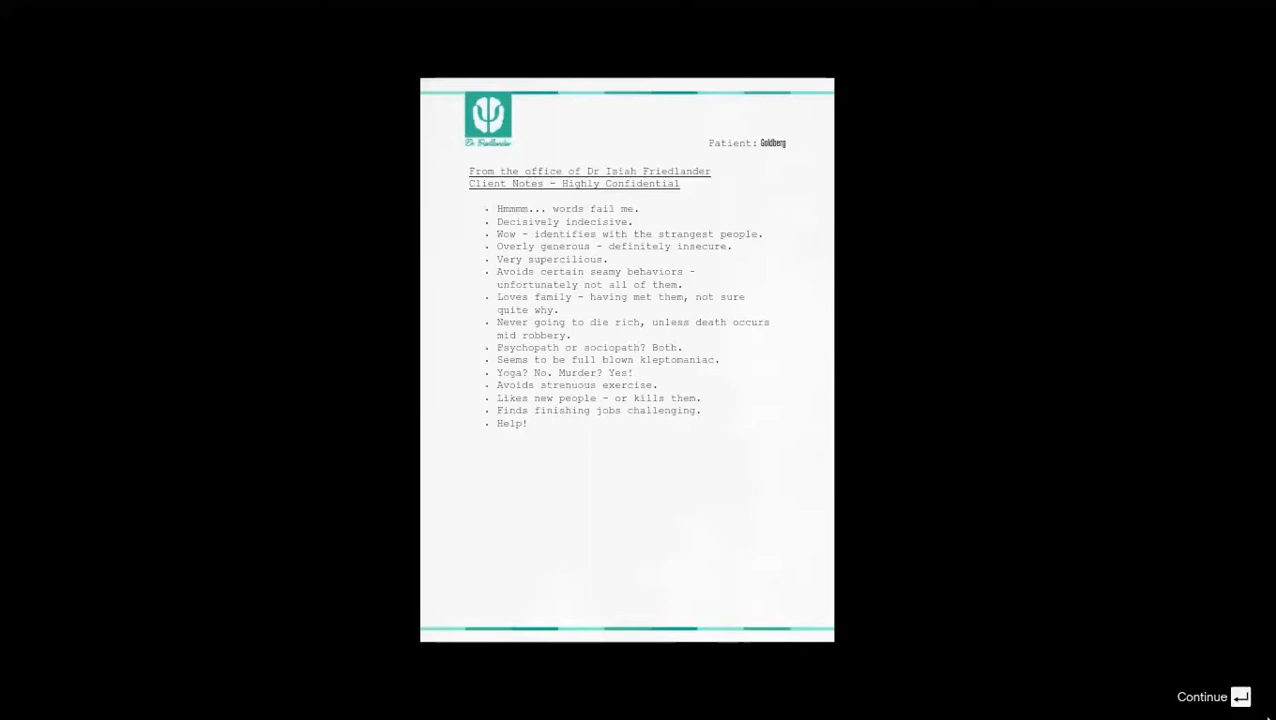 Dr Friedlander
Patient: Goldberg
From the office of Dr Isiah Friedlander
Client Notes - Highly Confidential
• Hmmmm... words fail me.
• Decisively indecisive.
• Wow - identifies with the strangest people.
• Overly generous - definitely insecure.
• Very supercilious.
• Avoids certain seamy behaviors -
unfortunately not all of them.
• Loves family - having met them, not sure
quite why.
• Never going to die rich, unless death occurs
mid robbery.
• Psychopath or sociopath? Both.
• Seems to be full blown kleptomaniac.
• Yoga? No. Murder? Yes!
• Avoids strenuous exercise.
• Likes new people - or kills them.
• Finds finishing jobs challenging.
• Help!
Continue